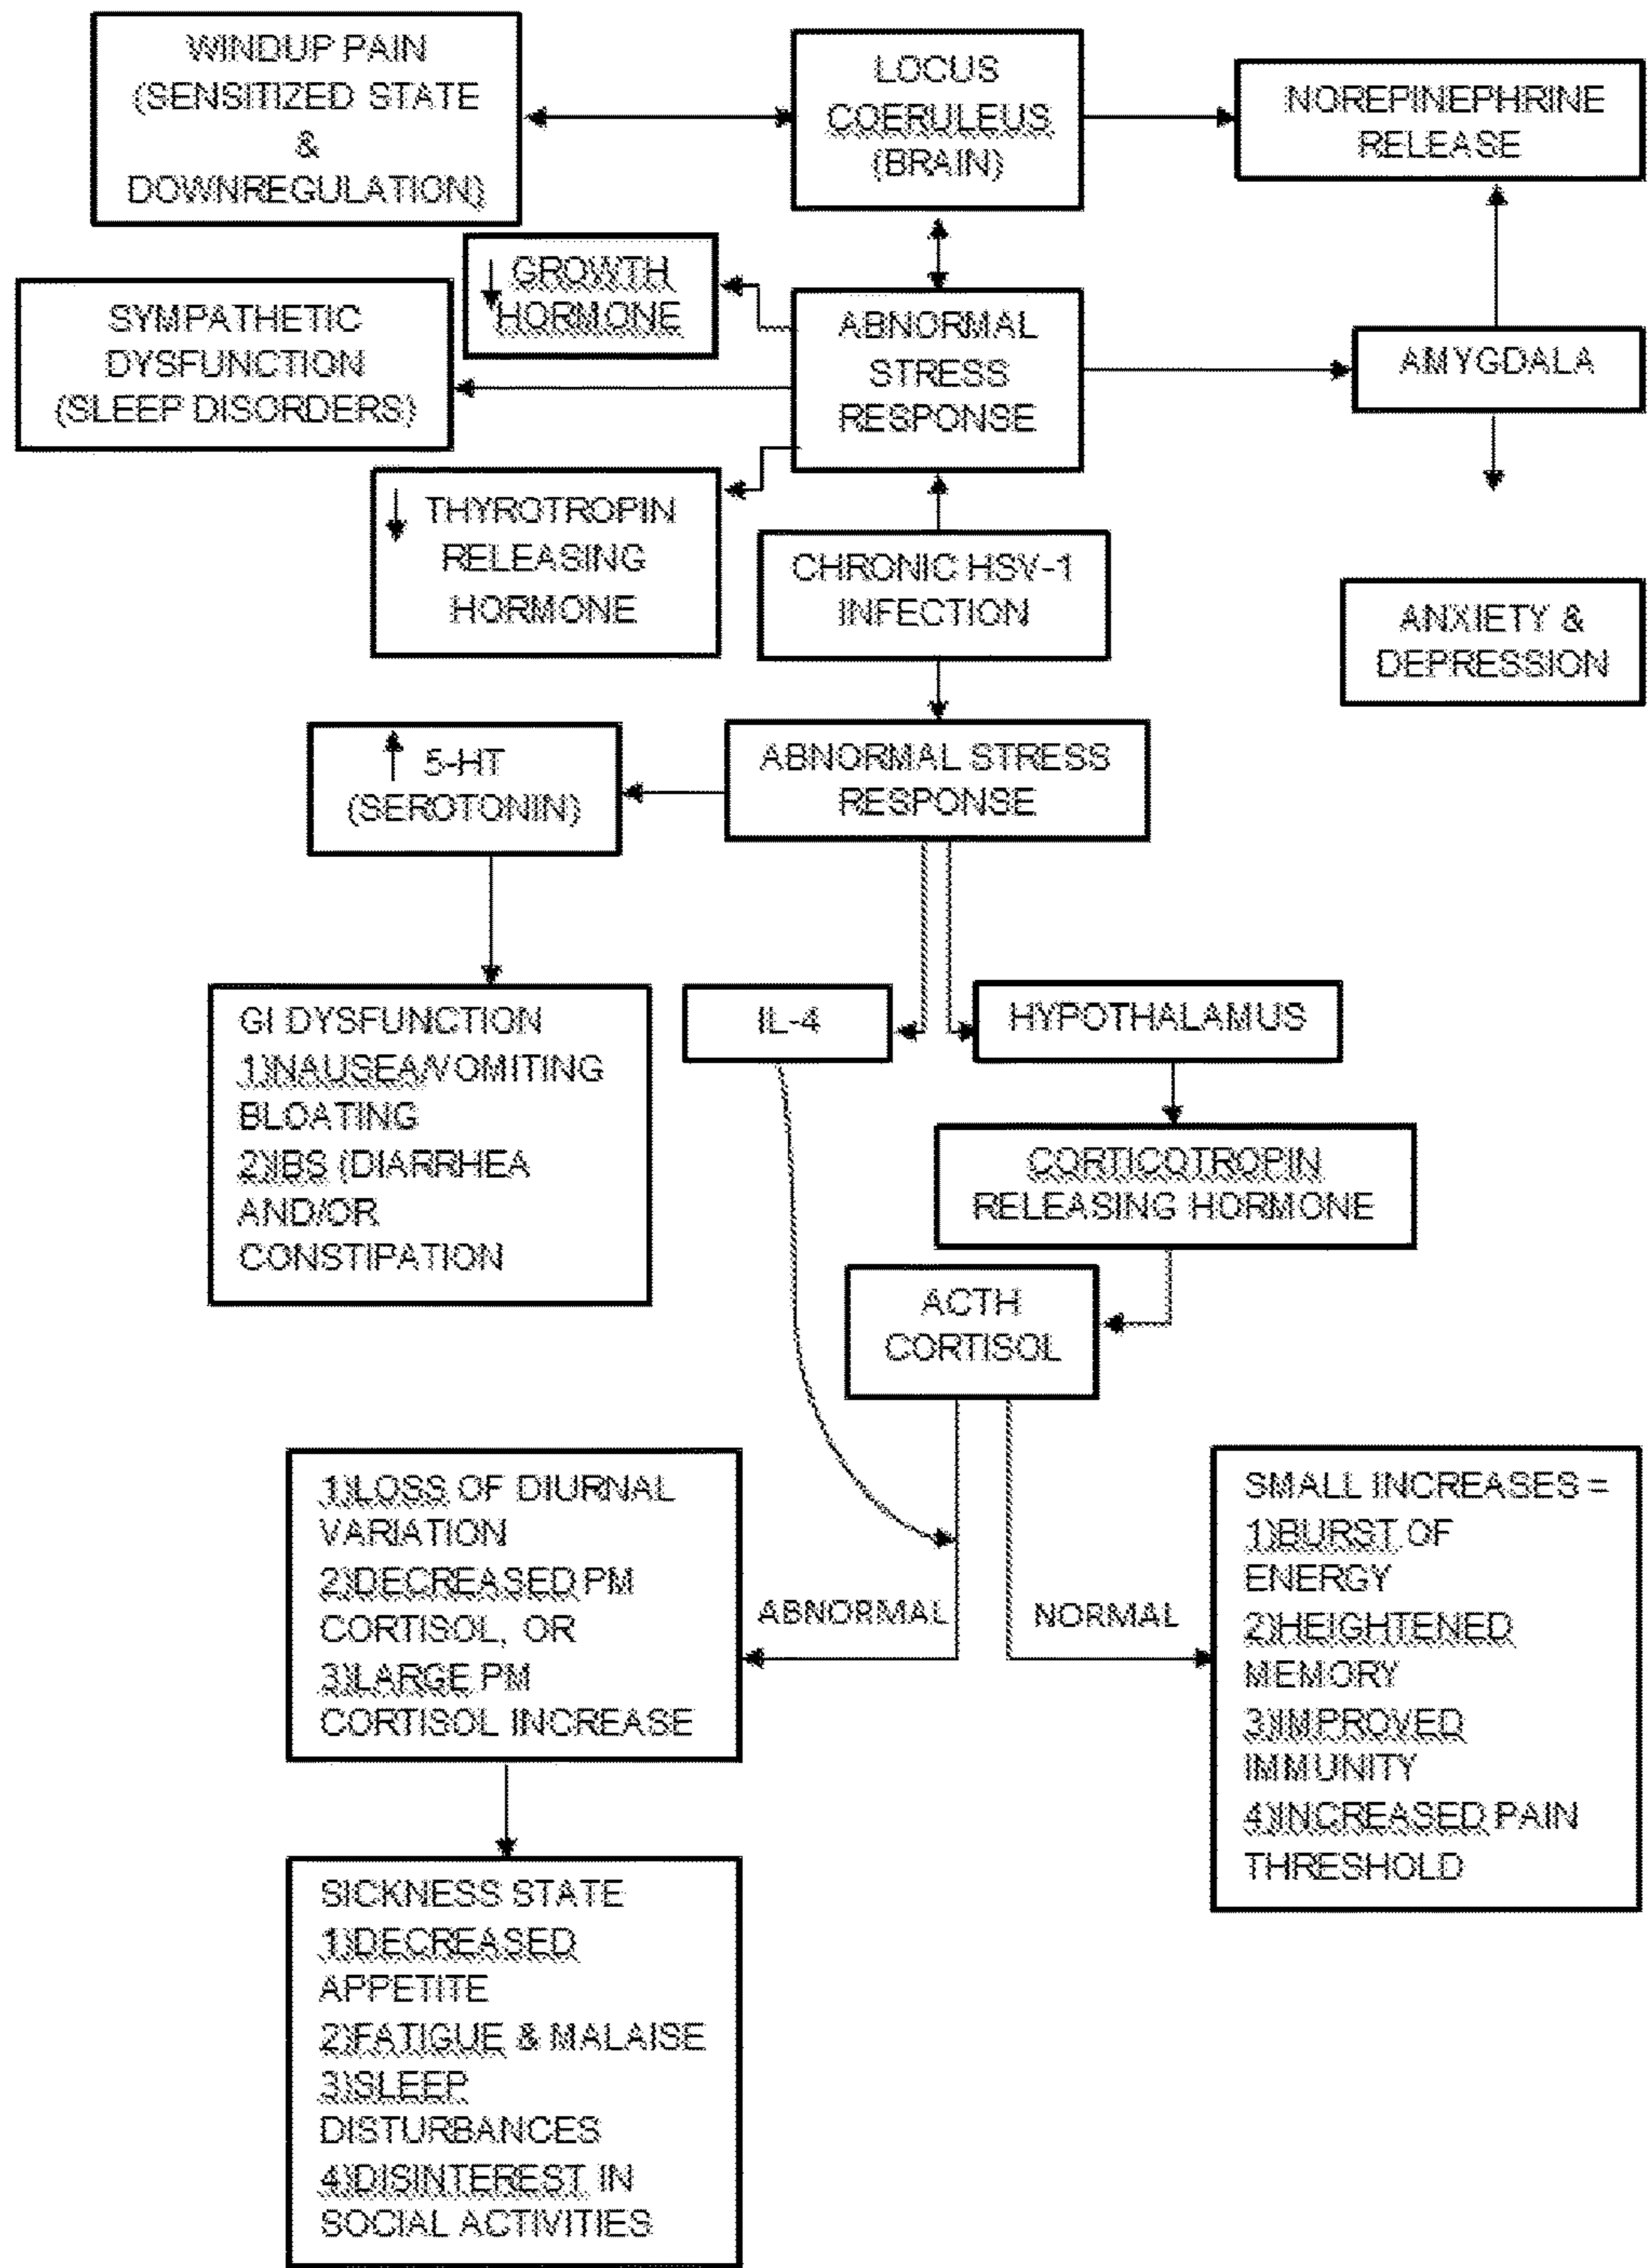 WINDUP PAIN
(SENSITIZED STATE
&
DOWNREGULATION)
LOCUS
COERULEUS
(BRAIN)
NOREPINEPHRINE
RELEASE
GROWTH
HORMONE
SYMPATHETIC
DYSFUNCTION
(SLEEP DISORDERS)
ABNORMAL
STRESS
RESPONSE
AMYGDALA
THYROTROPIN
RELEASING
HORMONE
CHRONIC HSV-1
INFECTION
ANXIETY &
DEPRESSION
5-HT
(SEROTONIN)
ABNORMAL STRESS
RESPONSE
GI DYSFUNCTION
1)NAUSEA/VOMITING
BLOATING
2)IBS (DIARRHEA
AND/OR
CONSTIPATION
IL-4
HYPOTHALAMUS
CORTICOTROPIN
RELEASING HORMONE
ACTH
CORTISOL
1)LOSS OF DIURNAL
VARIATION
2)DECREASED PM
CORTISOL, OR
3)LARGE PM
CORTISOL INCREASE
ABNORMAL
NORMAL
SMALL INCREASES =
1)BURST OF
ENERGY
2)HEIGHTENED
MEMORY
3)IMPROVED
IMMUNITY
4)INCREASED PAIN
THRESHOLD
SICKNESS STATE
1)DECREASED
APPETITE
2)FATIGUE & MALAISE
3)SLEEP
DISTURBANCES
4)DISINTEREST IN
SOCIAL ACTIVITIES